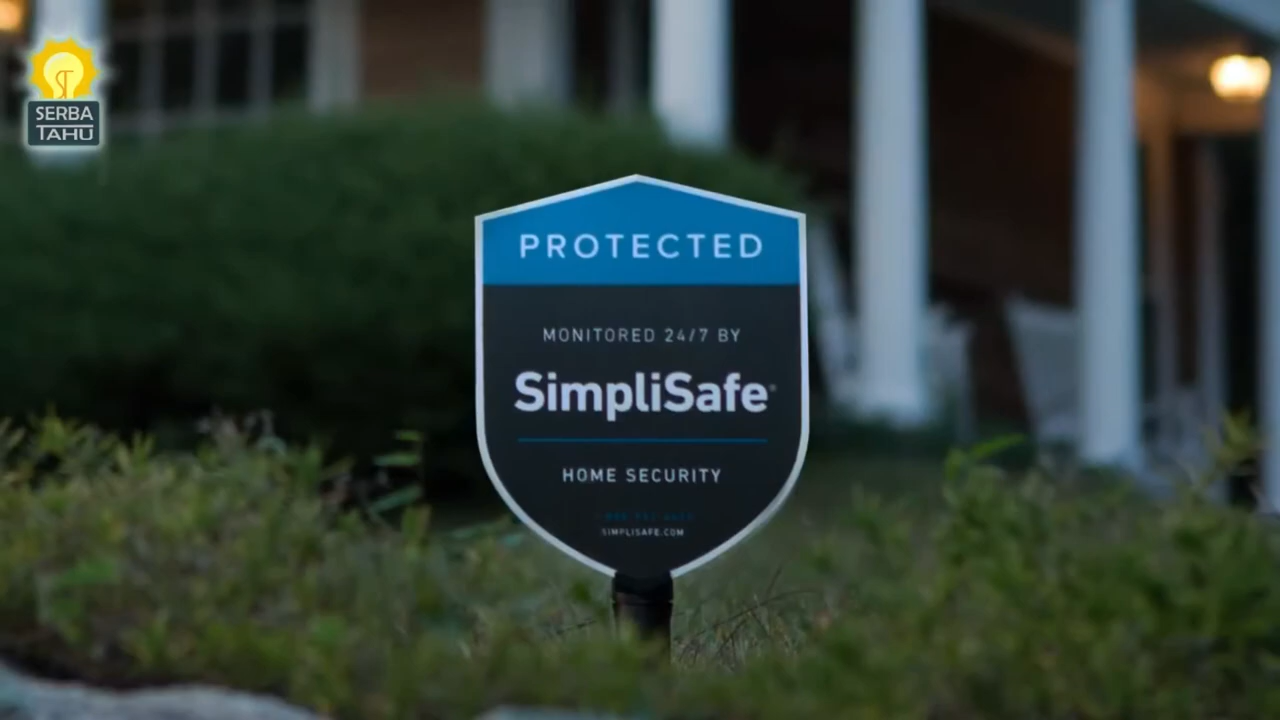 SERBA
TAHU
PROTECTED
MONITORED 24/7 BY
SimpliSafe®
HOME SECURITY
SIMPLISAFE.COM